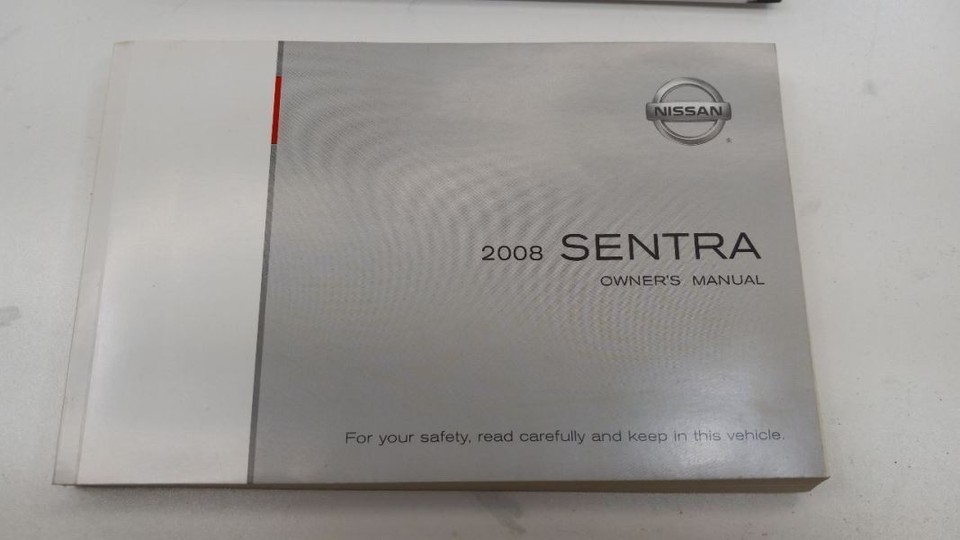 NISSAN
®
2008 SENTRA
OWNER'S MANUAL
For your safety, read carefully and keep in this vehicle.